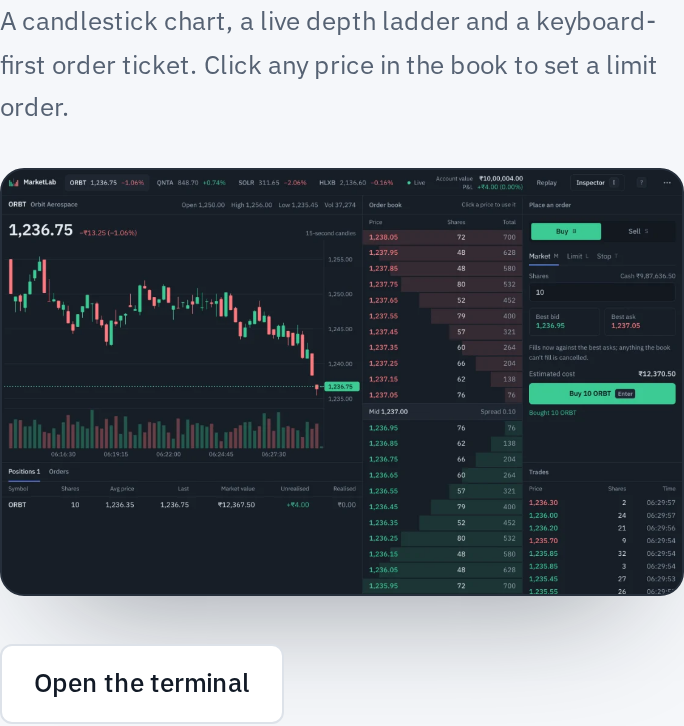 A candlestick chart, a live depth ladder and a keyboard-
first order ticket. Click any price in the book to set a limit
order.
MarketLab ORBT 1,236.75 −1.06% QNTA 848.70 +0.74% SOLR 311.65 −2.06% HLXB 2,136.60 −0.16% Live Account value ₹10,00,004.00 Replay Inspector I ? ···
P&L +₹4.00 (0.00%)
ORBT Orbit Aerospace Open 1,250.00 High 1,256.00 Low 1,235.45 Vol 37,274
1,236.75 −₹13.25 (−1.06%) 15-second candles
1,255.00
1,250.00
1,245.00
1,240.00
1,236.75
1,235.00
06:16:30 06:19:15 06:22:00 06:24:45 06:27:30
Positions 1 Orders
Symbol Shares Avg price Last Market value Unrealised Realised
ORBT 10 1,236.35 1,236.75 ₹12,367.50 +₹4.00 ₹0.00
Order book Click a price to use it
Price Shares Total
1,238.05 72 700
1,237.95 48 628
1,237.85 48 580
1,237.75 80 532
1,237.65 52 452
1,237.55 79 400
1,237.45 57 321
1,237.35 60 264
1,237.25 66 204
1,237.15 62 138
1,237.05 76 76
Mid 1,237.00 Spread 0.10
1,236.95 76 76
1,236.85 62 138
1,236.75 66 204
1,236.65 60 264
1,236.55 57 321
1,236.45 79 400
1,236.35 52 452
1,236.25 80 532
1,236.15 48 580
1,236.05 48 628
1,235.95 72 700
Place an order
Buy B Sell S
Market M Limit L Stop T
Shares Cash ₹9,87,636.50
10
Best bid Best ask
1,236.95 1,237.05
Fills now against the best asks; anything the book
can't fill is cancelled.
Estimated cost ₹12,370.50
Buy 10 ORBT Enter
Bought 10 ORBT
Trades
Price Shares Time
1,236.30 2 06:29:57
1,236.00 24 06:29:57
1,236.20 21 06:29:56
1,235.70 9 06:29:54
1,235.85 32 06:29:54
1,235.85 3 06:29:54
1,235.45 27 06:29:53
1,235.55 26
Open the terminal